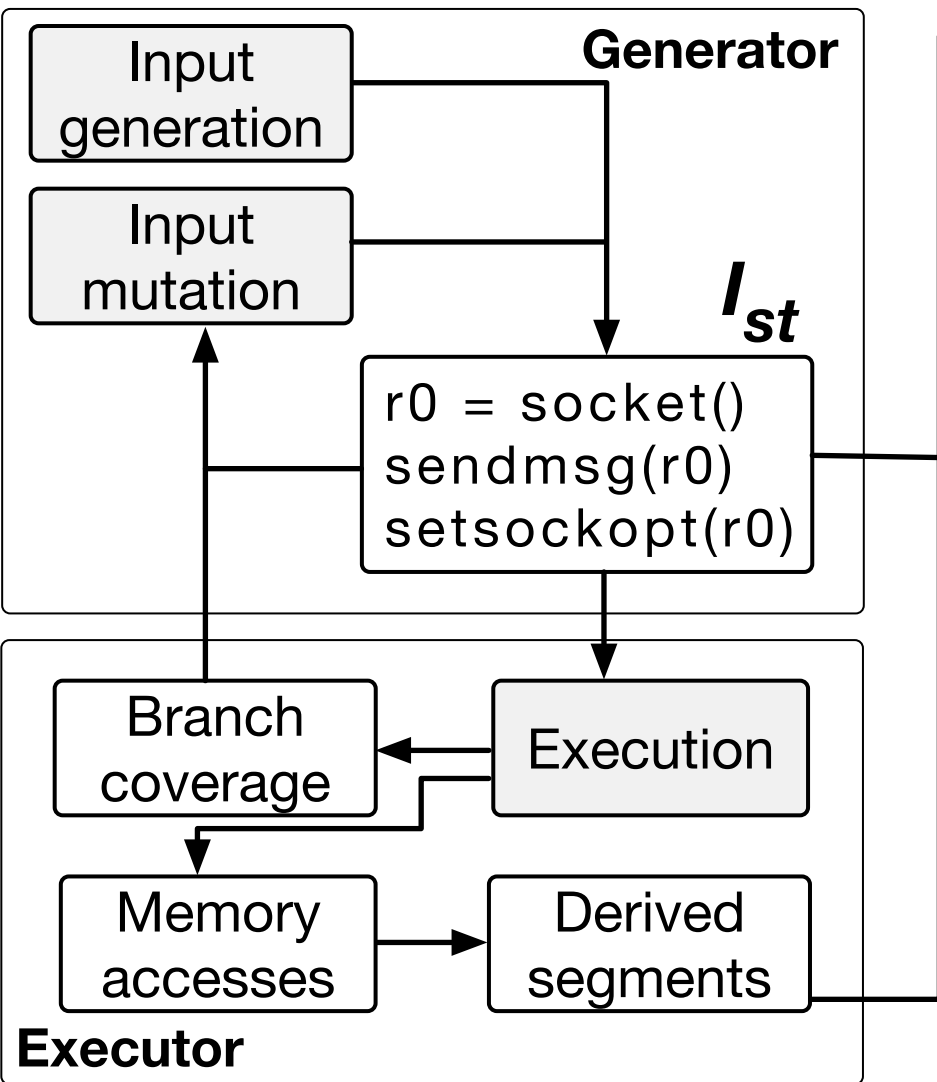 Generator
Input
generation
Input
mutation
I_st
r0 = socket()
sendmsg(r0)
setsockopt(r0)
Branch
coverage
Execution
Memory
accesses
Derived
segments
Executor